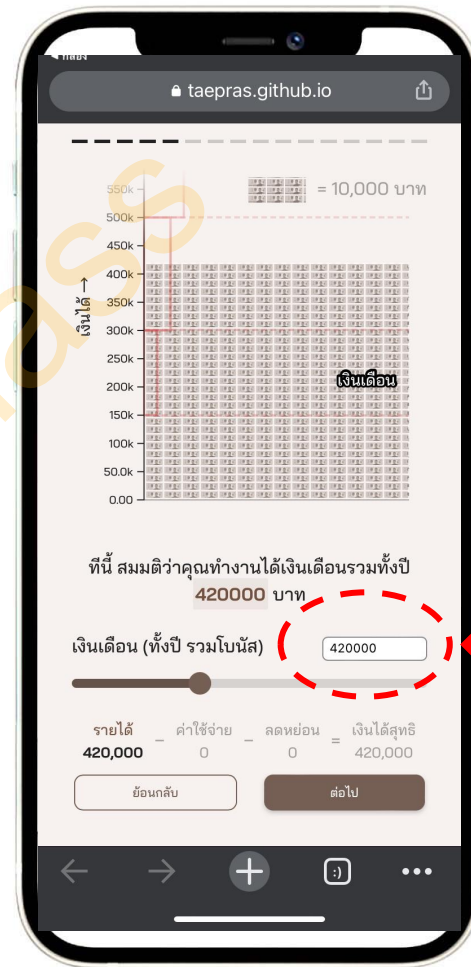 ◀ กล้อง
taepras.github.io
550k
= 10,000 บาท
500k
450k
400k
350k
300k
250k
200k
150k
100k
50.0k
0.00
เงินได้ →
เงินเดือน
ทีนี้ สมมติว่าคุณทำงานได้เงินเดือนรวมทั้งปี
420000 บาท
เงินเดือน (ทั้งปี รวมโบนัส) 420000
รายได้ ค่าใช้จ่าย ลดหย่อน เงินได้สุทธิ
420,000 – 0 – 0 = 420,000
ย้อนกลับ ต่อไป
:)